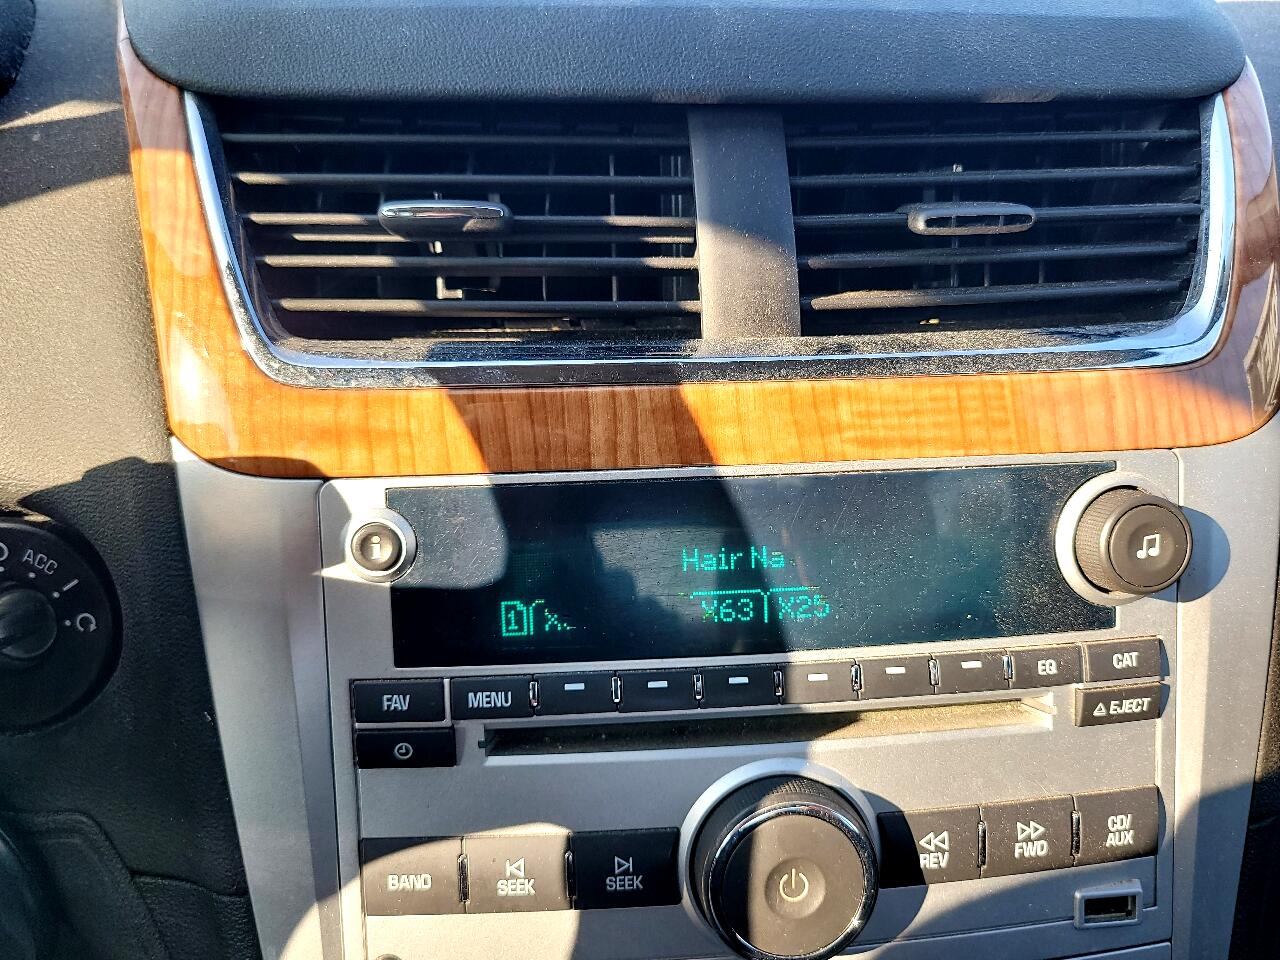 ACC
i
Hair Na
1 X
X63 X25
FAV
MENU
EQ
CAT
EJECT
BAND
SEEK
SEEK
REV
FWD
CD/
AUX